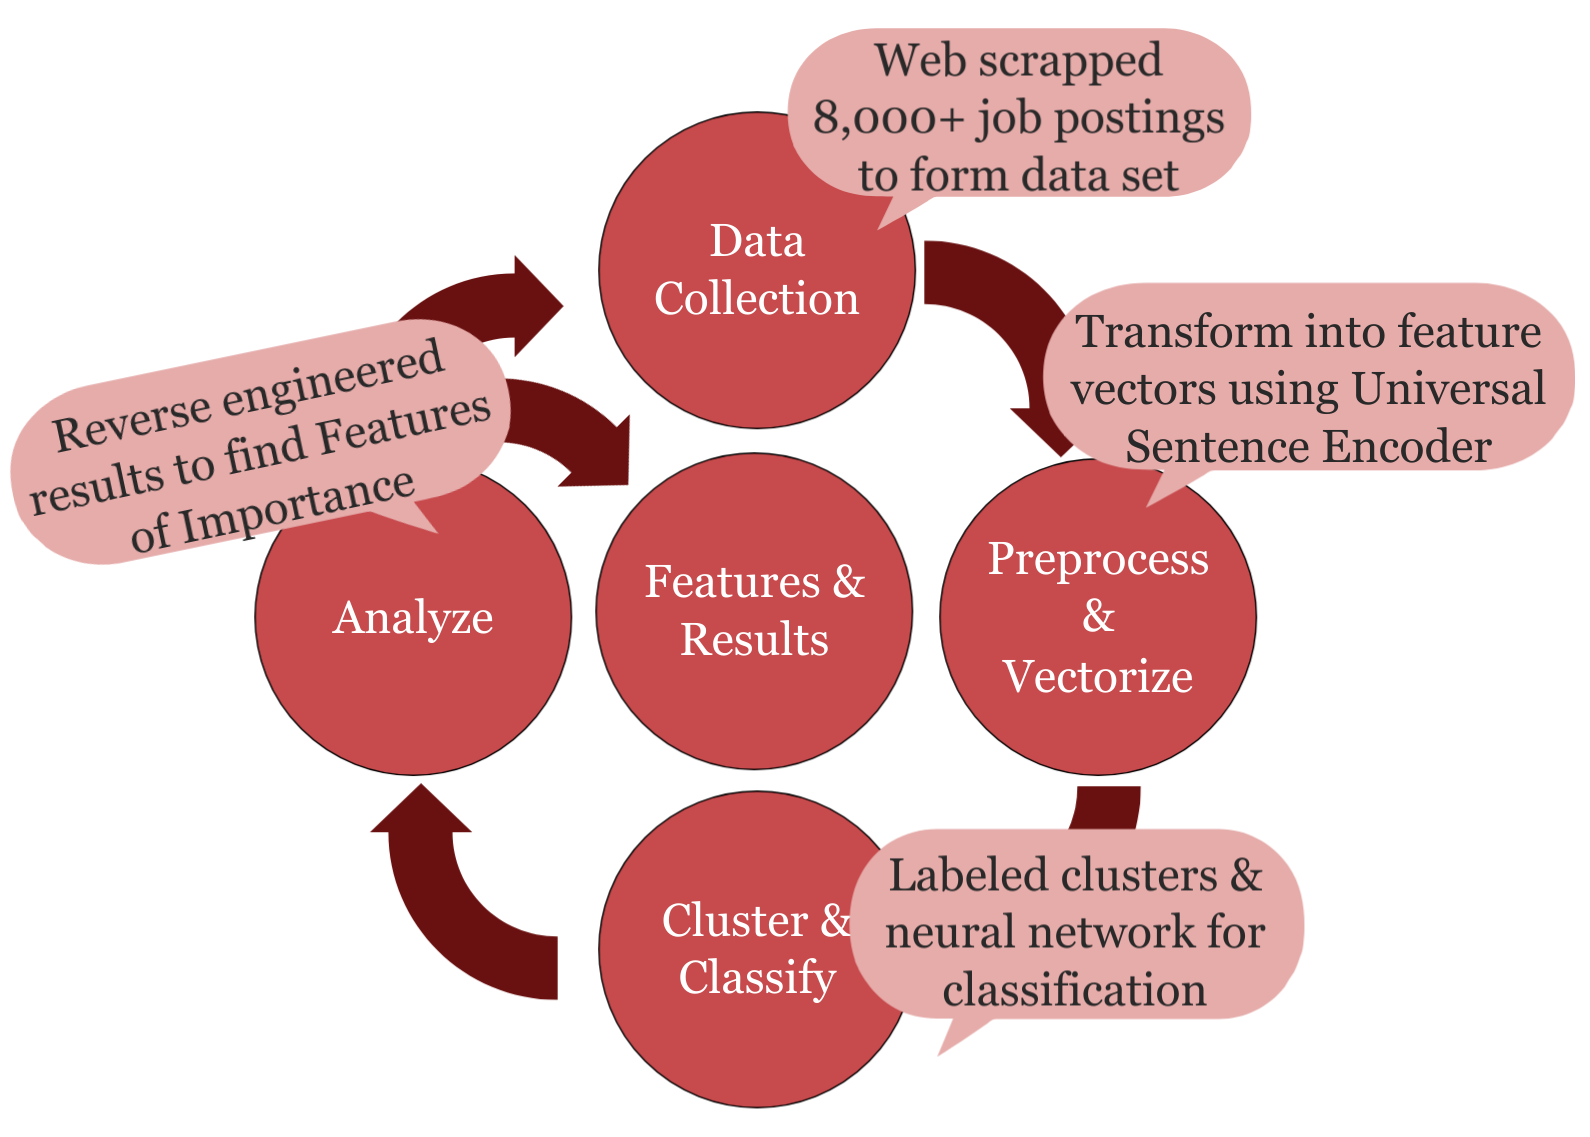 Web scrapped
8,000+ job postings
to form data set
Data
Collection
Transform into feature
vectors using Universal
Sentence Encoder
Reverse engineered
results to find Features
of Importance
Analyze
Features &
Results
Preprocess
&
Vectorize
Cluster &
Classify
Labeled clusters &
neural network for
classification